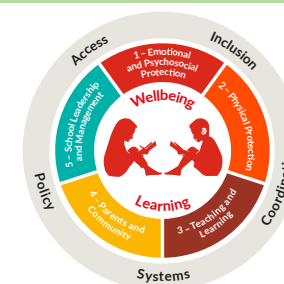 Access
Inclusion
Policy
Systems
1 – Emotional
and Psychosocial
Protection
2 – Physical Protection
3 – Teaching and
Learning
4 – Parents and
Community
5 – School Leadership
and Management
Wellbeing
Learning